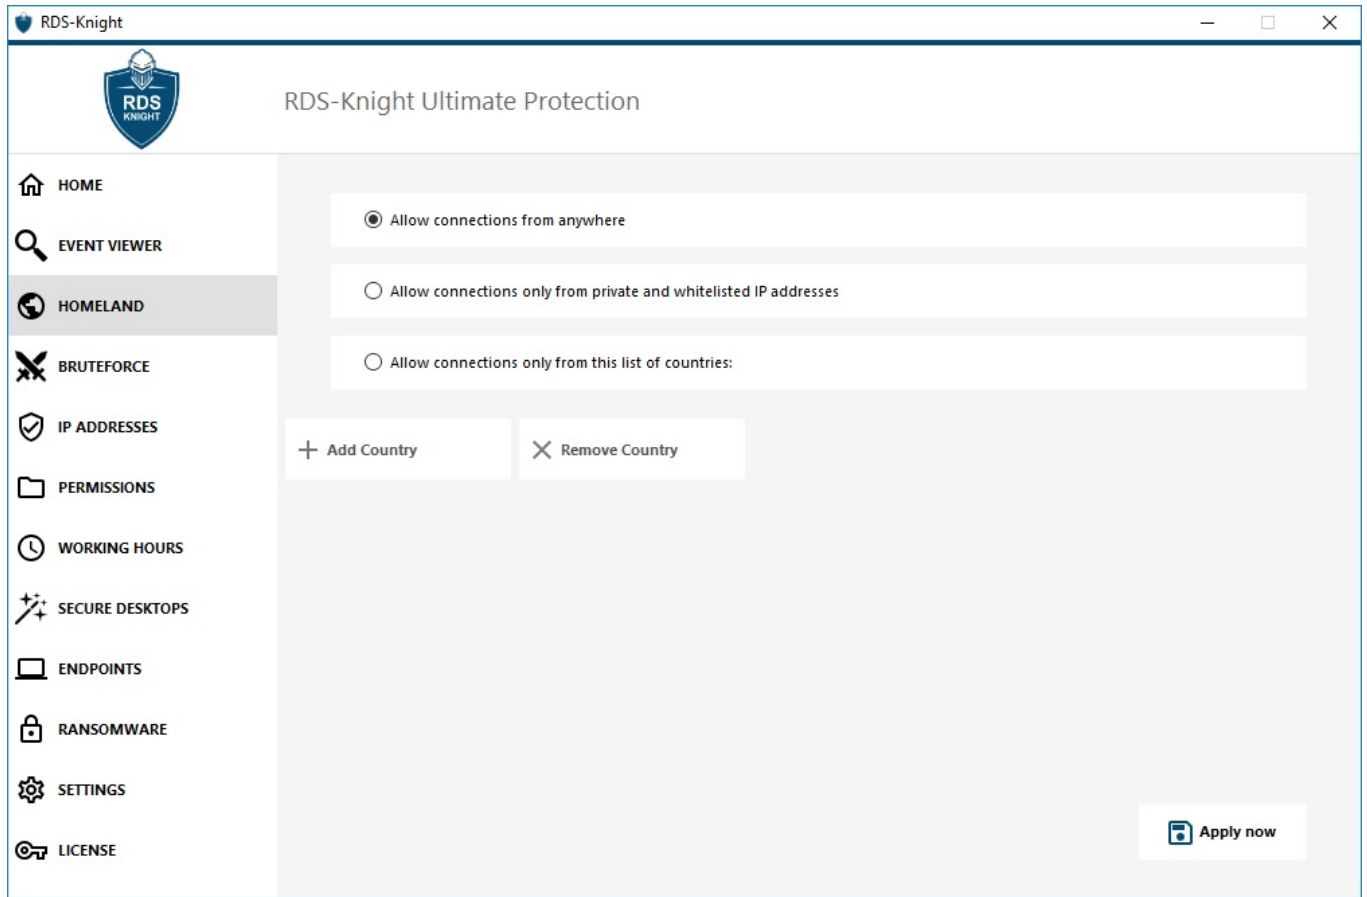 RDS-Knight
RDS
KNIGHT
RDS-Knight Ultimate Protection
HOME
EVENT VIEWER
HOMELAND
BRUTEFORCE
IP ADDRESSES
PERMISSIONS
WORKING HOURS
SECURE DESKTOPS
ENDPOINTS
RANSOMWARE
SETTINGS
LICENSE
Allow connections from anywhere
Allow connections only from private and whitelisted IP addresses
Allow connections only from this list of countries:
Add Country
Remove Country
Apply now